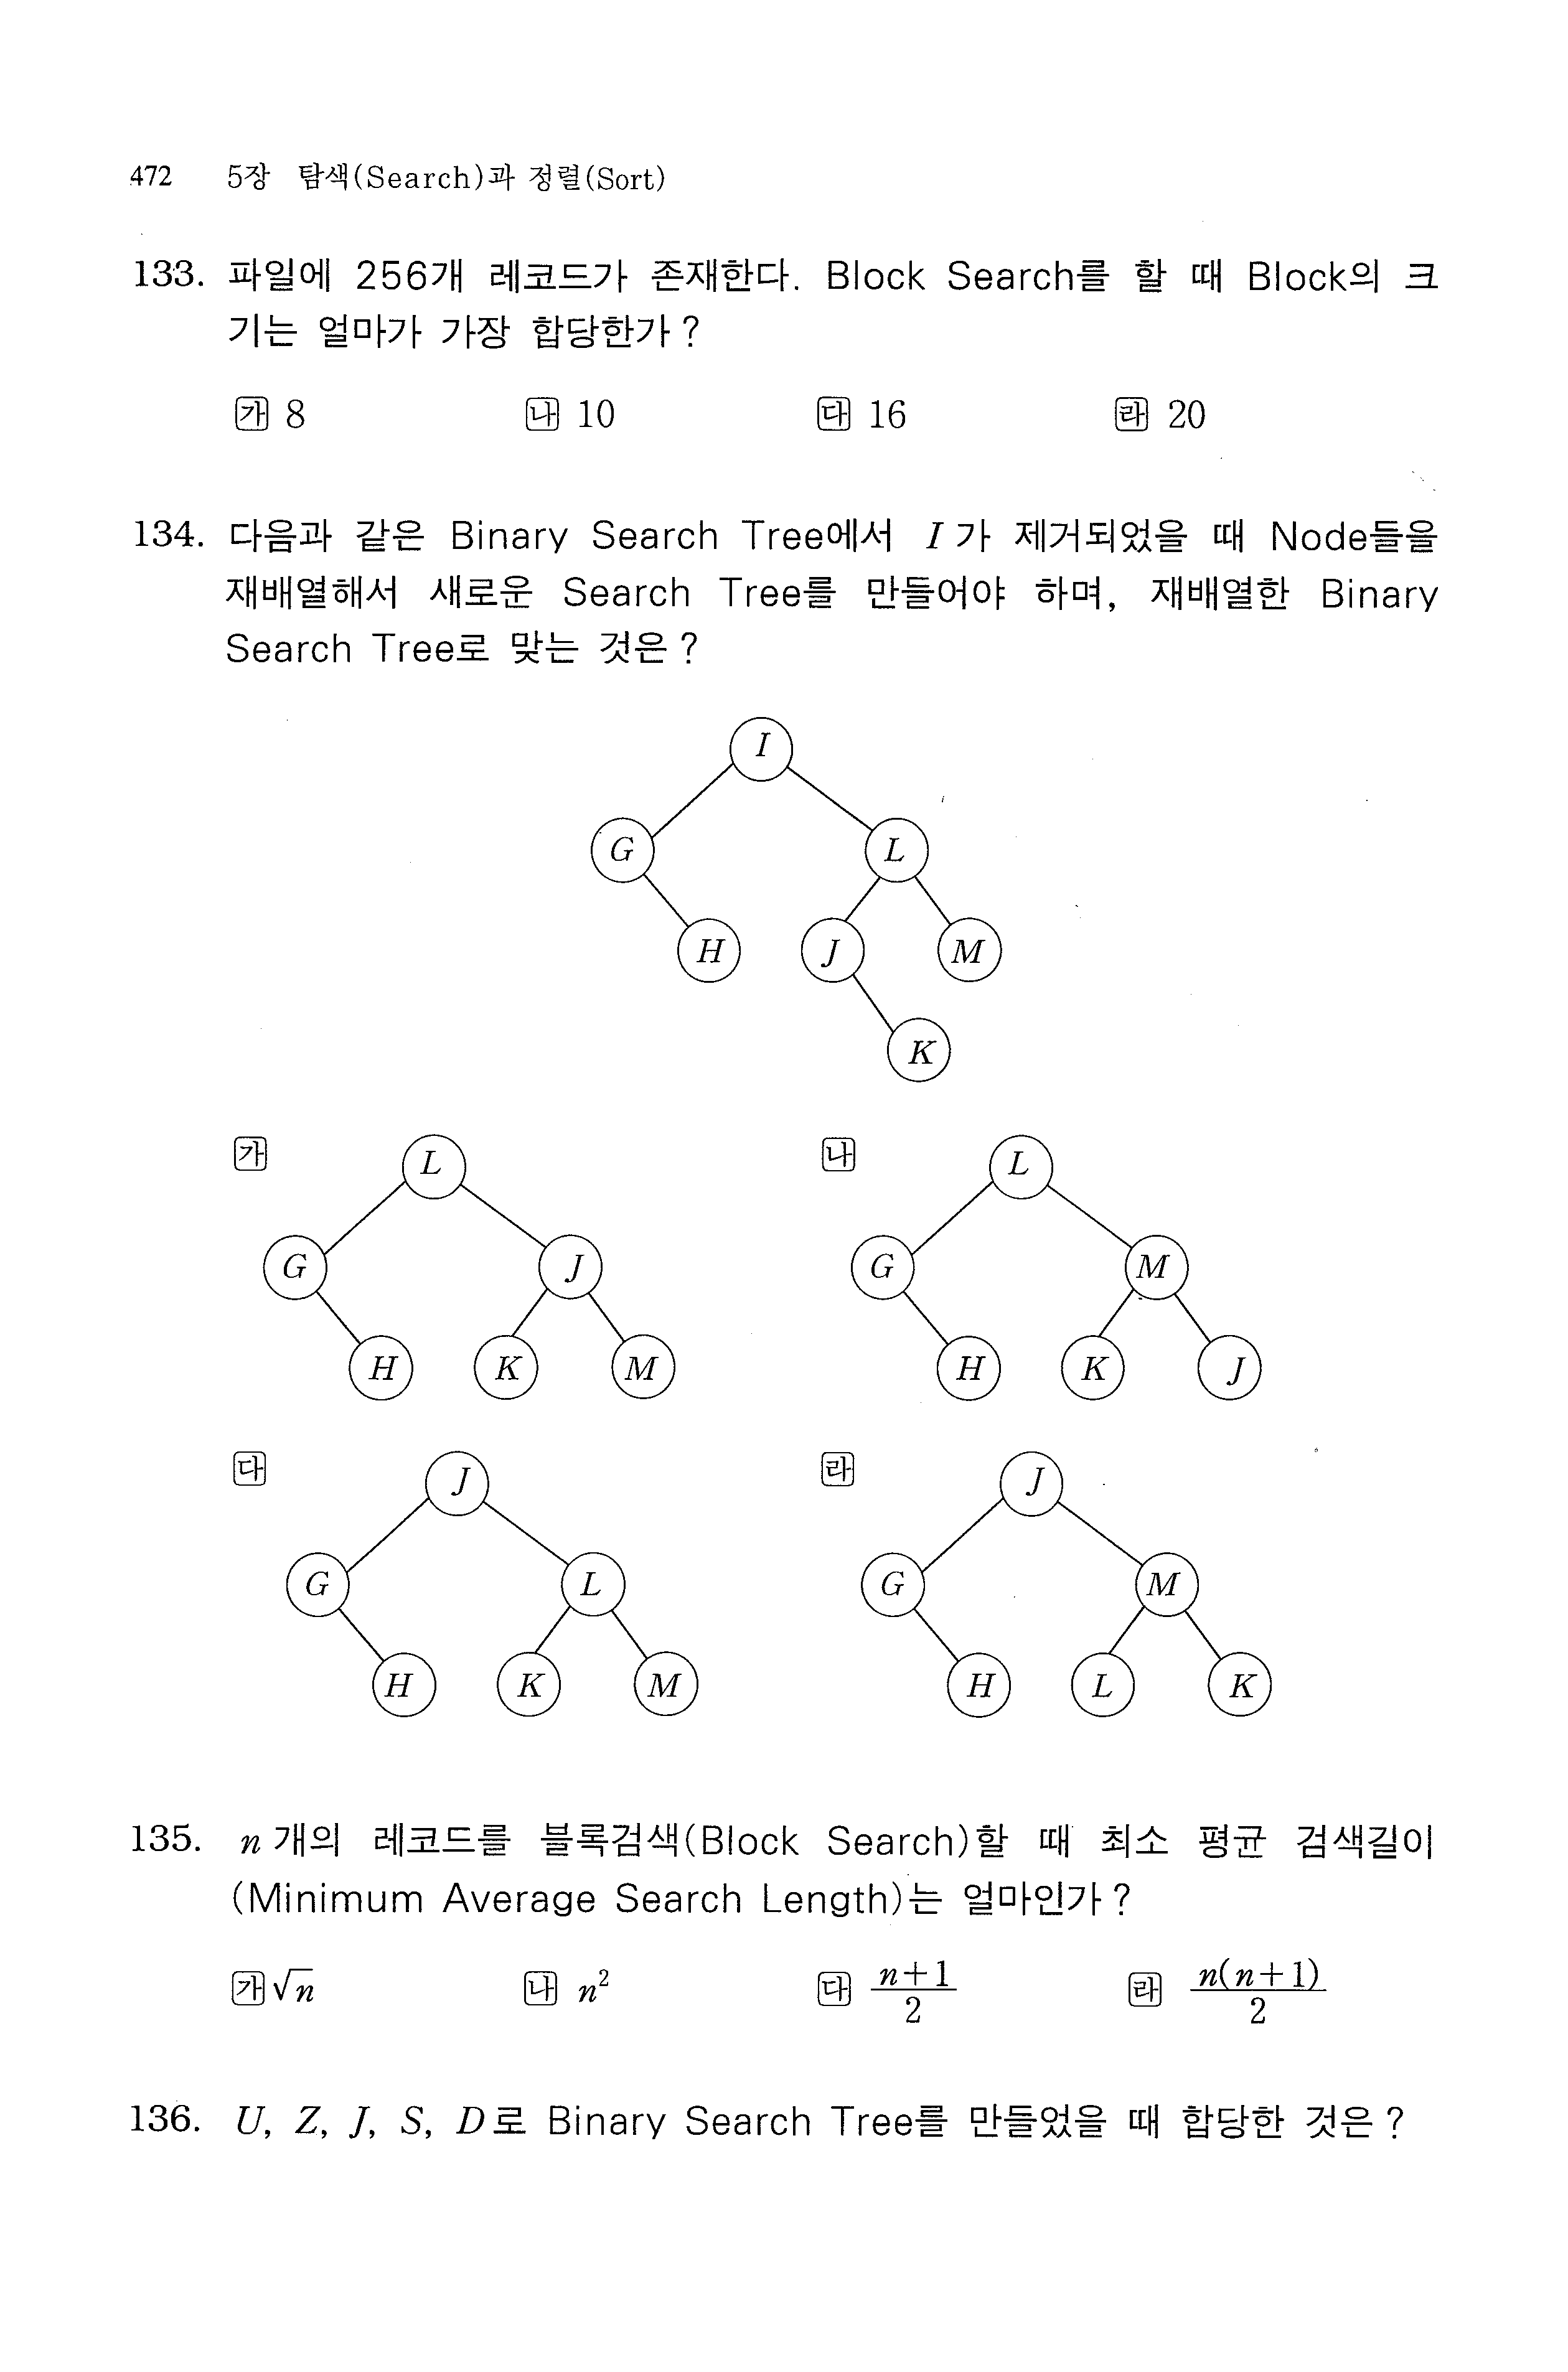 472 5장 탐색(Search)과 정렬(Sort)
133. 파일에 256개 레코드가 존재한다. Block Search를 할 때 Block의 크
기는 얼마가 가장 합당한가?
가 8 나 10 다 16 라 20
134. 다음과 같은 Binary Search Tree에서 I가 제거되었을 때 Node들을
재배열해서 새로운 Search Tree를 만들어야 하며, 재배열한 Binary
Search Tree로 맞는 것은?
I
G L
H J M
K
가 L 나 L
G J G M
H K M H K J
다 J 라 J
G L G M
H K M H L K
135. n개의 레코드를 블록검색(Block Search)할 때 최소 평균 검색길이
(Minimum Average Search Length)는 얼마인가?
가 √n 나 n² 다 (n+1)/2 라 n(n+1)/2
136. U, Z, J, S, D로 Binary Search Tree를 만들었을 때 합당한 것은?